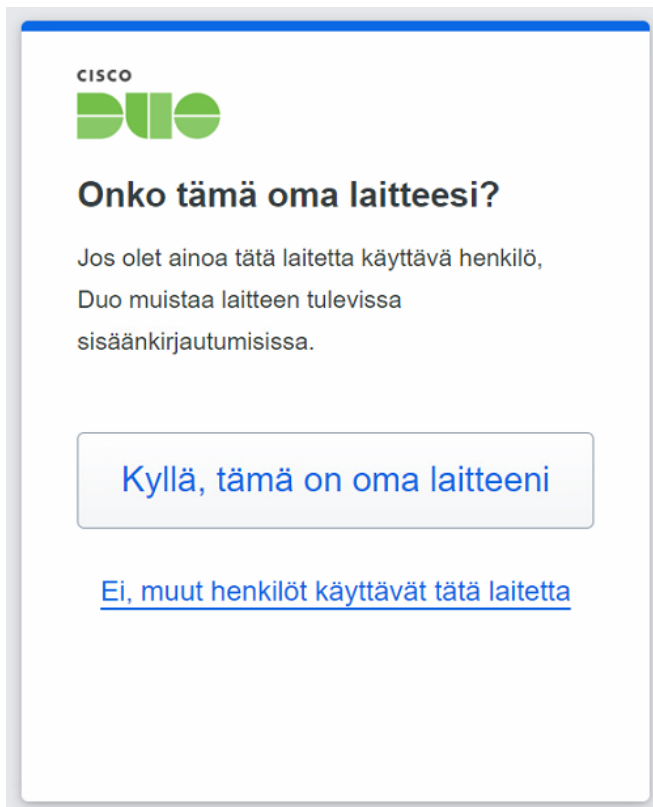 CISCO
DUO
Onko tämä oma laitteesi?
Jos olet ainoa tätä laitetta käyttävä henkilö,
Duo muistaa laitteen tulevissa
sisäänkirjautumisissa.
Kyllä, tämä on oma laitteeni
Ei, muut henkilöt käyttävät tätä laitetta